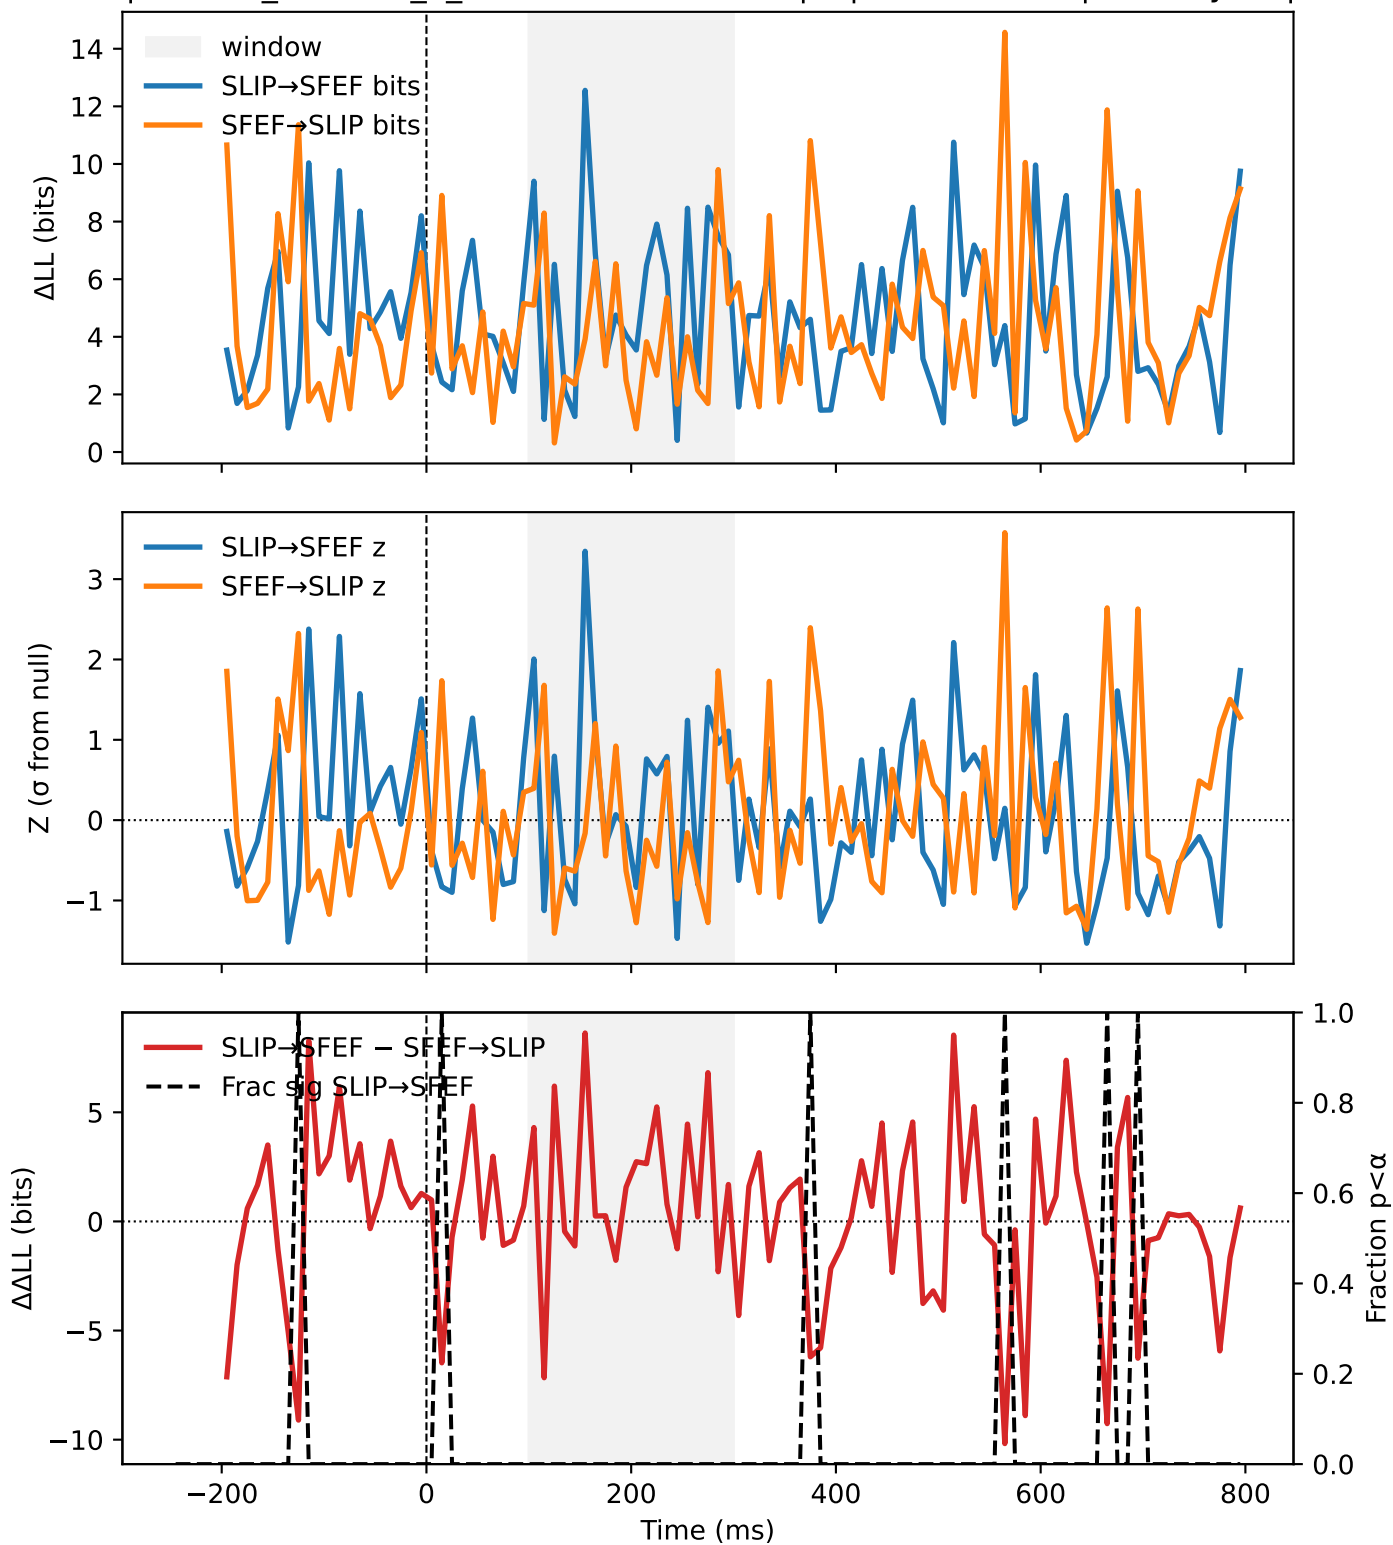 14
12
10
8
6
4
2
0
ΔLL (bits)
window
SLIP→SFEF bits
SFEF→SLIP bits
3
2
1
0
−1
Z (σ from null)
SLIP→SFEF z
SFEF→SLIP z
5
0
−5
−10
ΔΔLL (bits)
SLIP→SFEF − SFEF→SLIP
Frac sig SLIP→SFEF
1.0
0.8
0.6
0.4
0.2
0.0
Fraction p<α
−200 0 200 400 600 800
Time (ms)